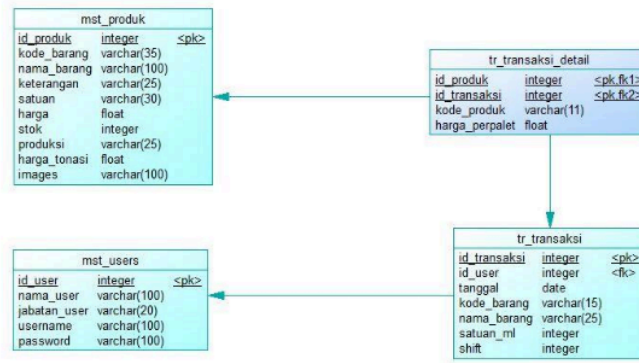 mst_produk
id_produk integer <pk>
kode_barang varchar(35)
nama_barang varchar(100)
keterangan varchar(25)
satuan varchar(30)
harga float
stok integer
produksi varchar(25)
harga_tonasi float
images varchar(100)
tr_transaksi_detail
id_produk integer <pk,fk1>
id_transaksi integer <pk,fk2>
kode_produk varchar(11)
harga_perpalet float
mst_users
id_user integer <pk>
nama_user varchar(100)
jabatan_user varchar(20)
username varchar(100)
password varchar(100)
tr_transaksi
id_transaksi integer <pk>
id_user integer <fk>
tanggal date
kode_barang varchar(15)
nama_barang varchar(25)
satuan_ml integer
shift integer